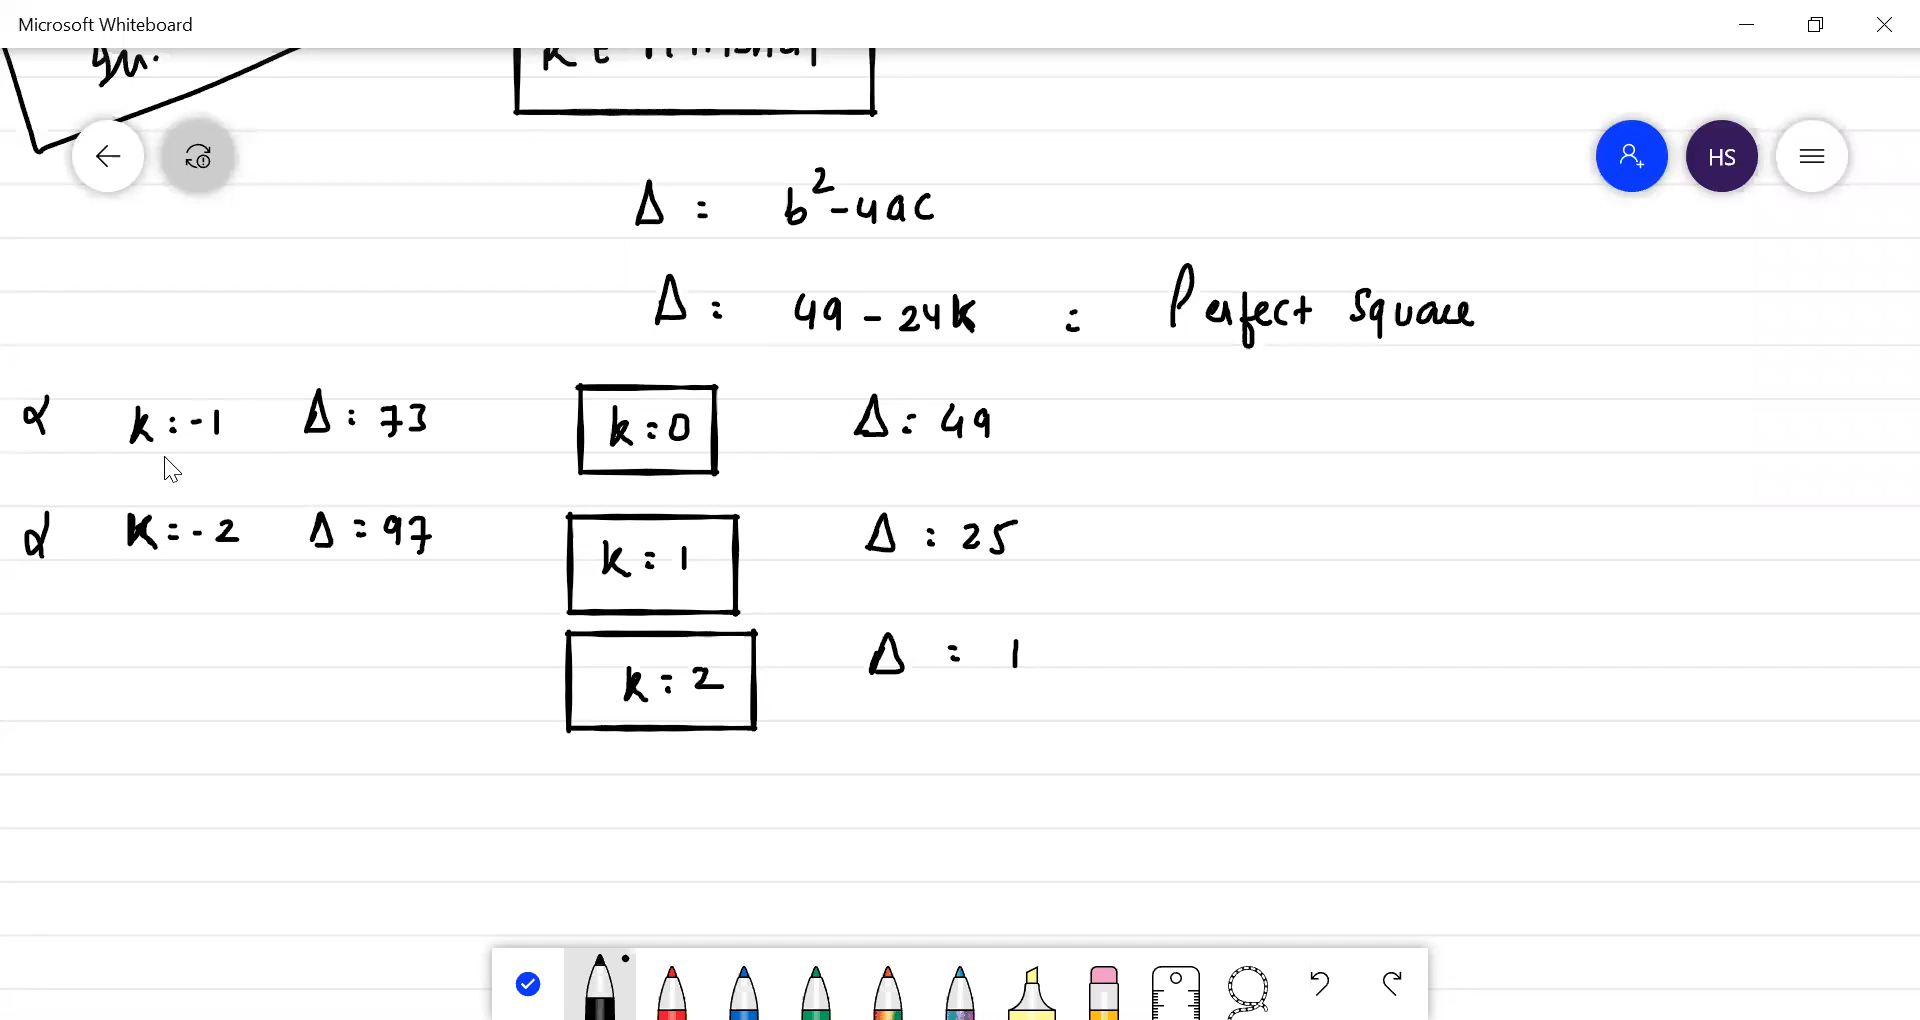 Microsoft Whiteboard
HS
Δ = b²-4ac
Δ = 49 - 24k = Perfect Square
α k = -1 Δ = 73 k = 0 Δ = 49
α k = -2 Δ = 97 k = 1 Δ = 25
k = 2 Δ = 1